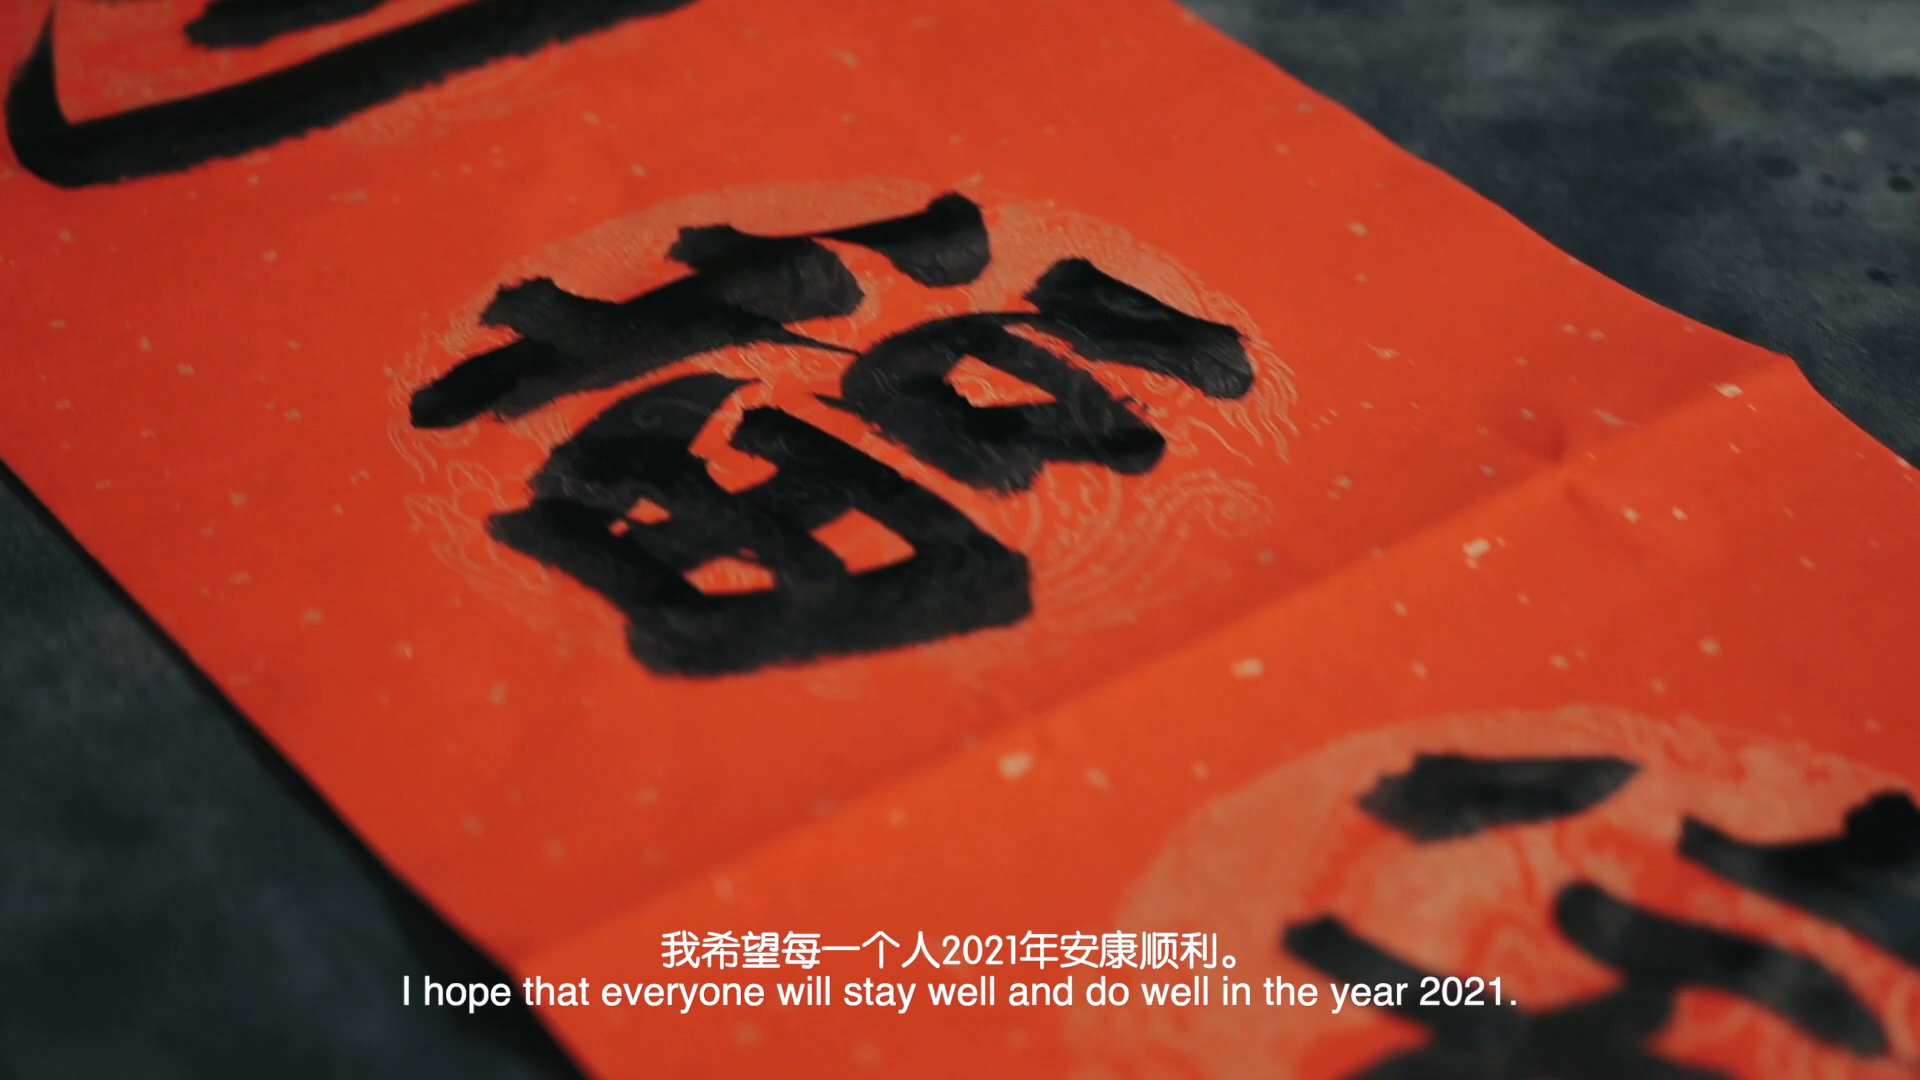 福
我希望每一个人2021年安康顺利。
I hope that everyone will stay well and do well in the year 2021.